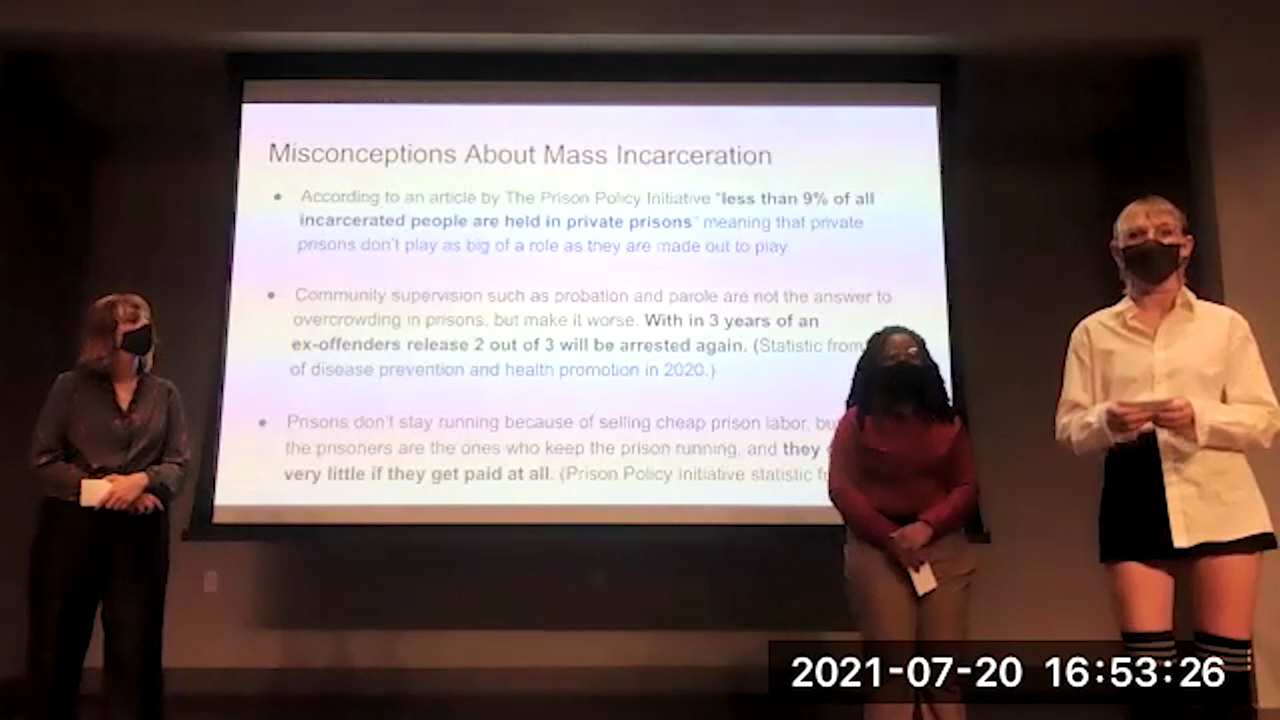 Misconceptions About Mass Incarceration
• According to an article by The Prison Policy Initiative "less than 9% of all
incarcerated people are held in private prisons" meaning that private
prisons don't play as big of a role as they are made out to play.
• Community supervision such as probation and parole are not the answer to
overcrowding in prisons, but make it worse. With in 3 years of an
ex-offenders release 2 out of 3 will be arrested again. (Statistic from
of disease prevention and health promotion in 2020.)
• Prisons don't stay running because of selling cheap prison labor,
the prisoners are the ones who keep the prison running, and they
very little if they get paid at all. (Prison Policy Initiative statistic
2021-07-20 16:53:26